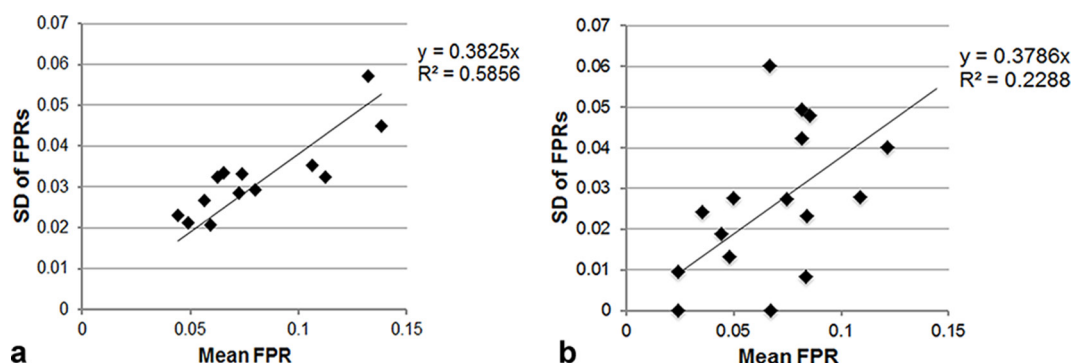 0.07
0.06
0.05
0.04
0.03
0.02
0.01
0
SD of FPRs
y = 0.3825x
R² = 0.5856
0
0.05
0.1
0.15
Mean FPR
a
0.07
0.06
0.05
0.04
0.03
0.02
0.01
0
SD of FPRs
y = 0.3786x
R² = 0.2288
0
0.05
0.1
0.15
Mean FPR
b